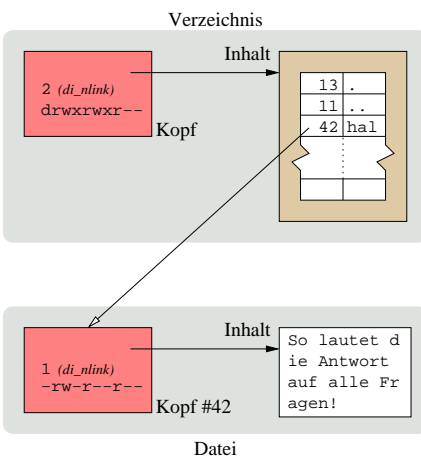 Verzeichnis
Inhalt
2 (di_nlink)
drwxrwxr--
Kopf
13 .
11 ..
42 hal
Inhalt
1 (di_nlink)
-rw-r--r--
Kopf #42
So lautet d
ie Antwort
auf alle Fr
agen!
Datei